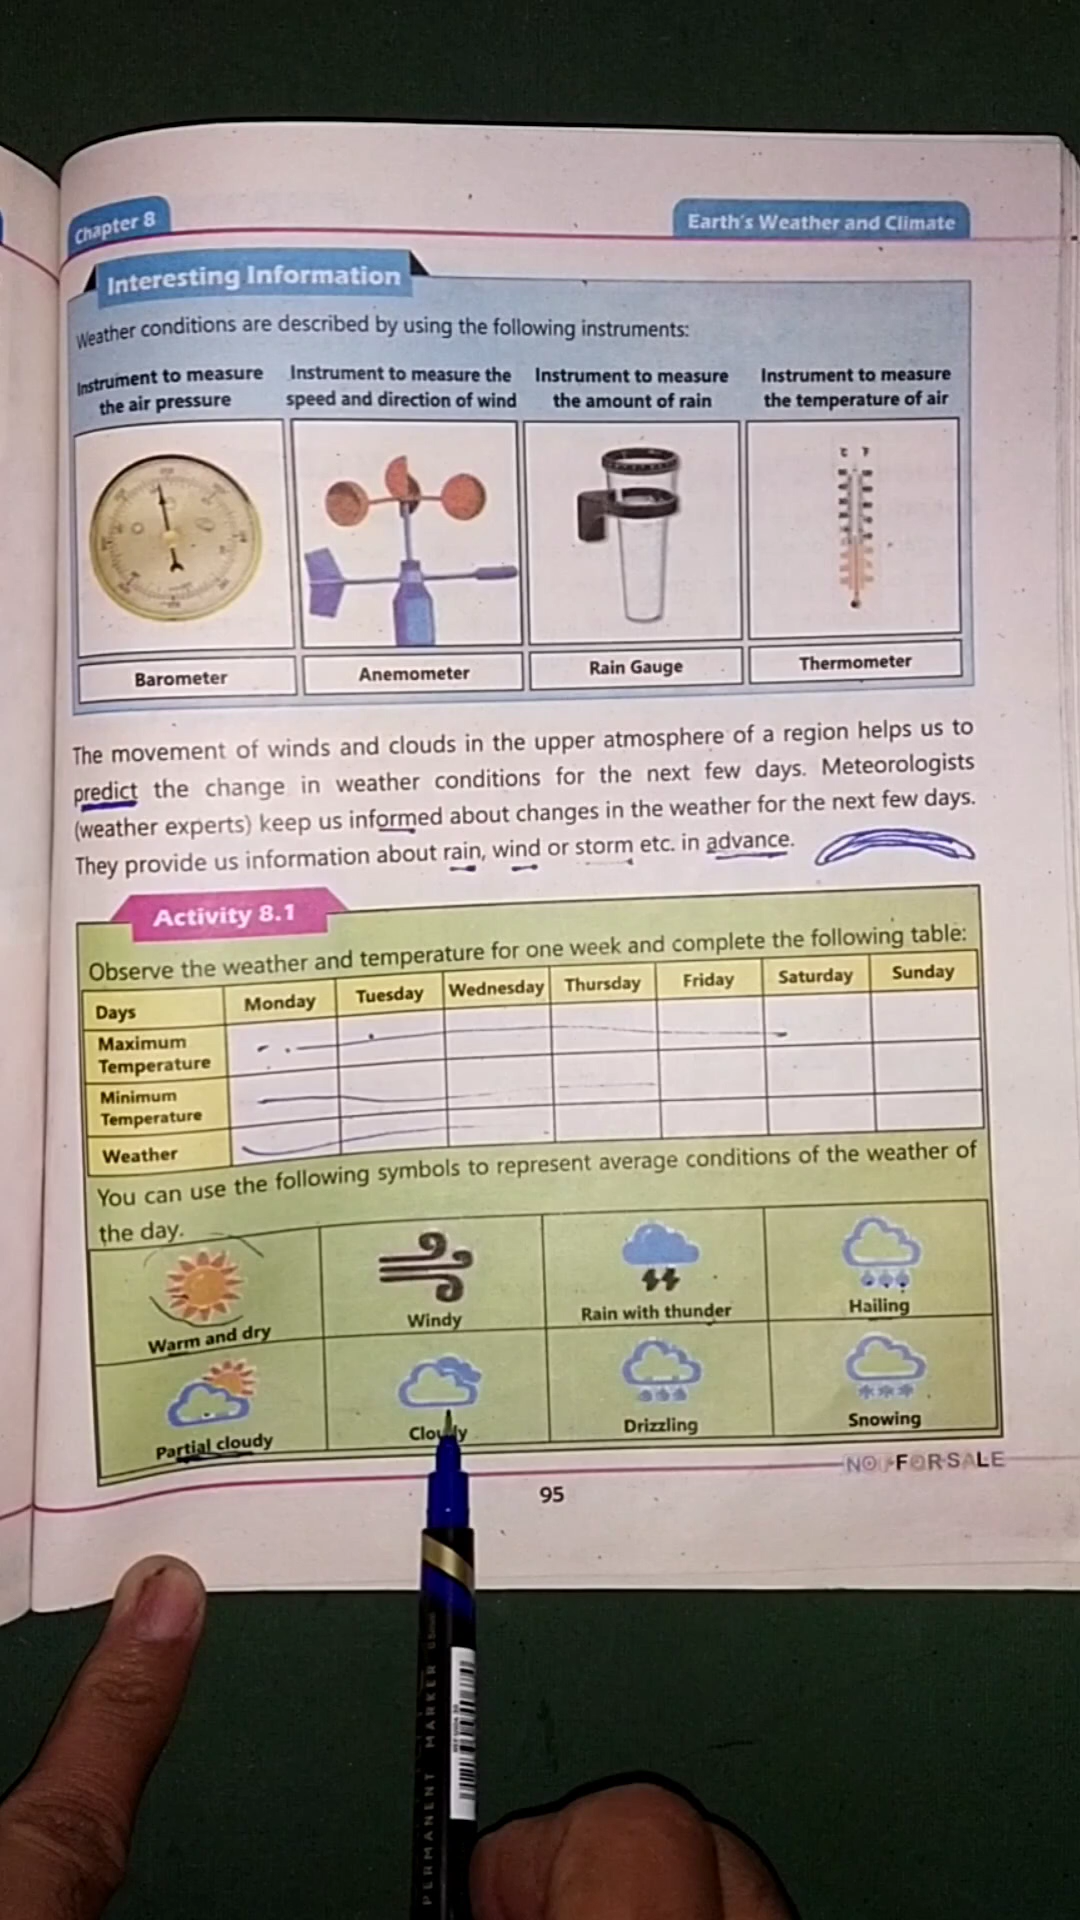 Chapter 8
Earth's Weather and Climate
Interesting Information
Weather conditions are described by using the following instruments:
Instrument to measure
the air pressure
Instrument to measure the
speed and direction of wind
Instrument to measure
the amount of rain
Instrument to measure
the temperature of air
C F
Barometer
Anemometer
Rain Gauge
Thermometer
The movement of winds and clouds in the upper atmosphere of a region helps us to
predict the change in weather conditions for the next few days. Meteorologists
(weather experts) keep us informed about changes in the weather for the next few days.
They provide us information about rain, wind or storm etc. in advance.
Activity 8.1
Observe the weather and temperature for one week and complete the following table:
Days Monday Tuesday Wednesday Thursday Friday Saturday Sunday
Maximum
Temperature
Minimum
Temperature
Weather
You can use the following symbols to represent average conditions of the weather of
the day.
Warm and dry
Windy
Rain with thunder
Hailing
Partial cloudy
Cloudy
Drizzling
Snowing
NOT FOR SALE
95
PERMANENT MARKER